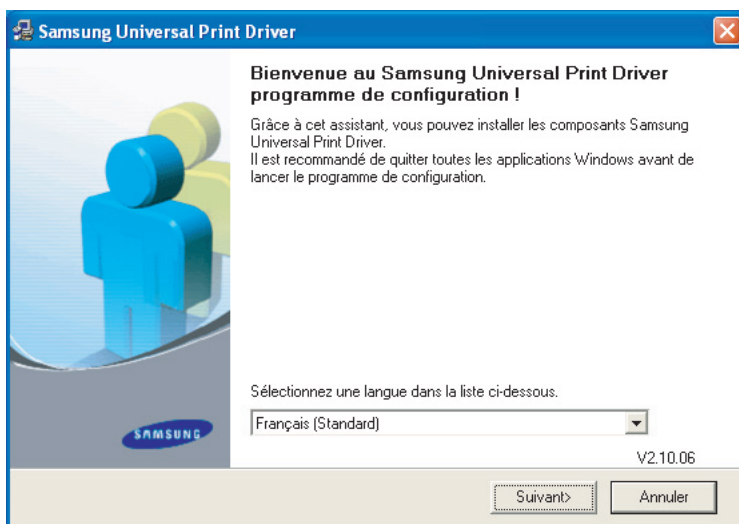 Samsung Universal Print Driver
Bienvenue au Samsung Universal Print Driver
programme de configuration !
Grâce à cet assistant, vous pouvez installer les composants Samsung
Universal Print Driver.
Il est recommandé de quitter toutes les applications Windows avant de
lancer le programme de configuration.
Sélectionnez une langue dans la liste ci-dessous.
Français (Standard)
SAMSUNG
V2.10.06
Suivant>
Annuler